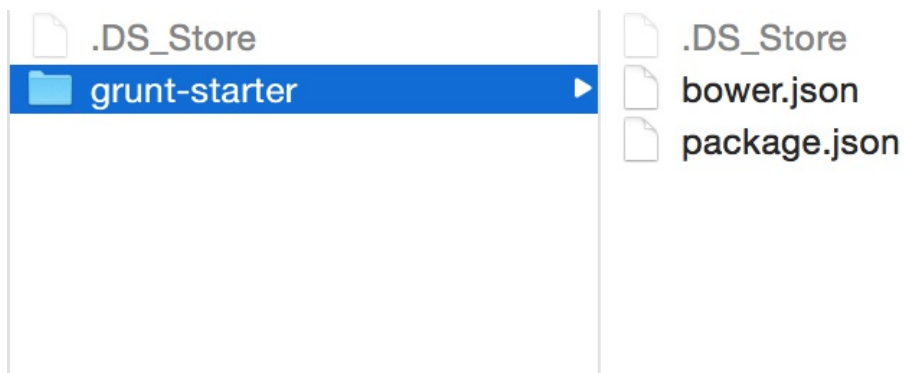 .DS_Store
grunt-starter
.DS_Store
bower.json
package.json